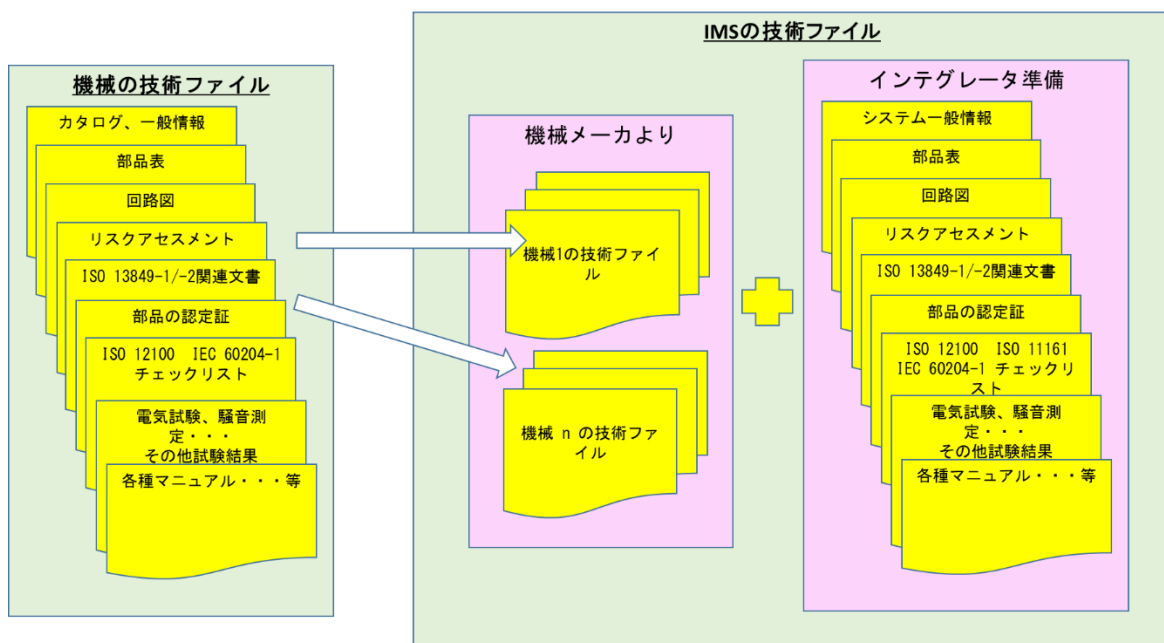 機械の技術ファイル
カタログ、一般情報
部品表
回路図
リスクアセスメント
ISO 13849-1/-2関連文書
部品の認定証
ISO 12100 IEC 60204-1
チェックリスト
電気試験、騒音測
定・・・
その他試験結果
各種マニュアル・・・等
IMSの技術ファイル
機械メーカより
機械1の技術ファイ
ル
機械 n の技術ファ
イル
インテグレータ準備
システム一般情報
部品表
回路図
リスクアセスメント
ISO 13849-1/-2関連文書
部品の認定証
ISO 12100 ISO 11161
IEC 60204-1 チェックリ
スト
電気試験、騒音測
定・・・
その他試験結果
各種マニュアル・・・等